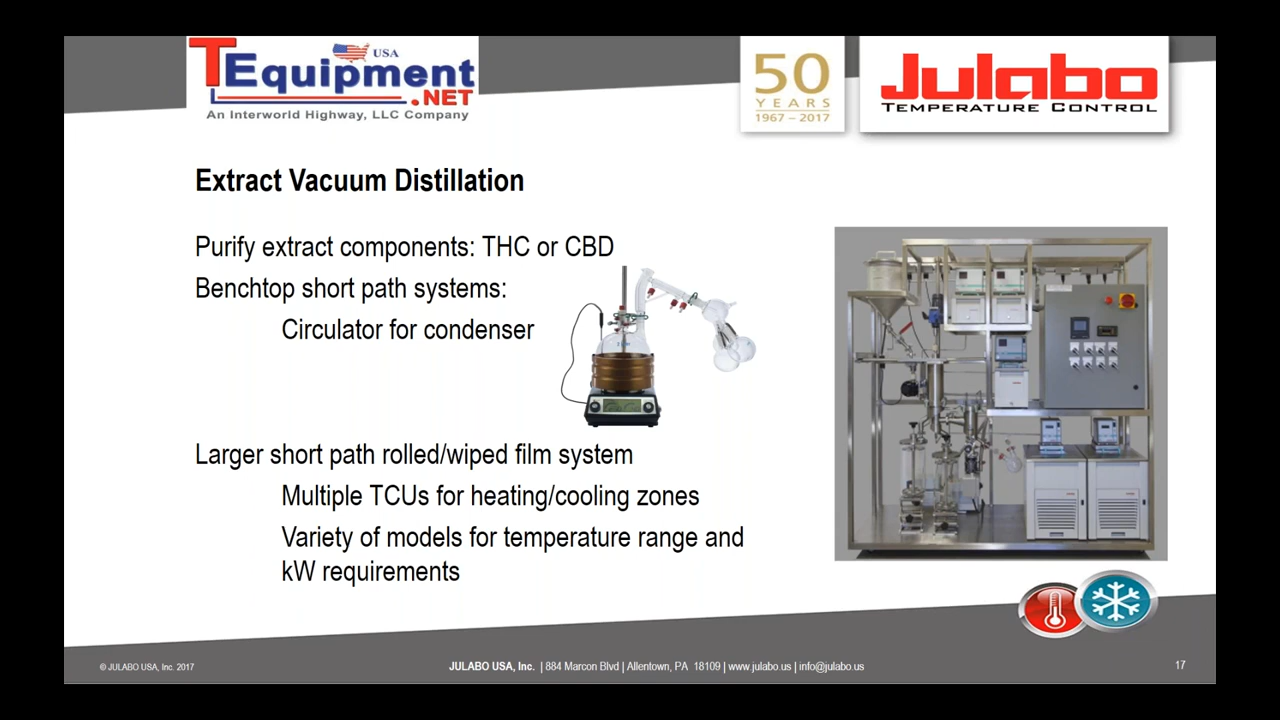 TEquipment
USA
.NET
An Interworld Highway, LLC Company
50
YEARS
1967 – 2017
Julabo
TEMPERATURE CONTROL
Extract Vacuum Distillation
Purify extract components: THC or CBD
Benchtop short path systems:
Circulator for condenser
Larger short path rolled/wiped film system
Multiple TCUs for heating/cooling zones
Variety of models for temperature range and
kW requirements
© JULABO USA, Inc. 2017
JULABO USA, Inc. | 884 Marcon Blvd | Allentown, PA 18109 | www.julabo.us | info@julabo.us
17